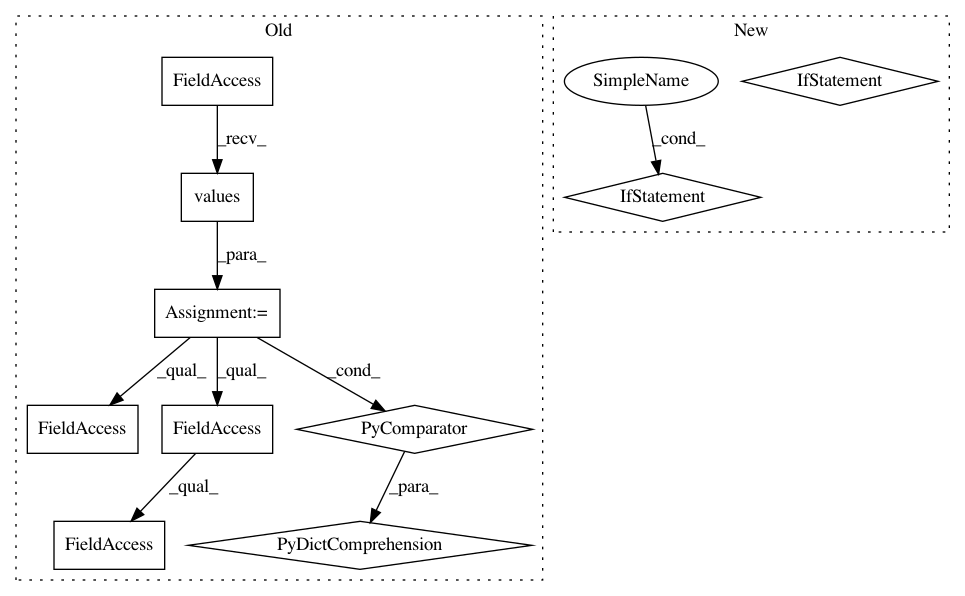 Old
New
FieldAccess
SimpleName
IfStatement
_recv_
_cond_
values
IfStatement
_para_
Assignment:=
_qual_
_qual_
_cond_
FieldAccess
FieldAccess
PyComparator
_qual_
_para_
FieldAccess
PyDictComprehension